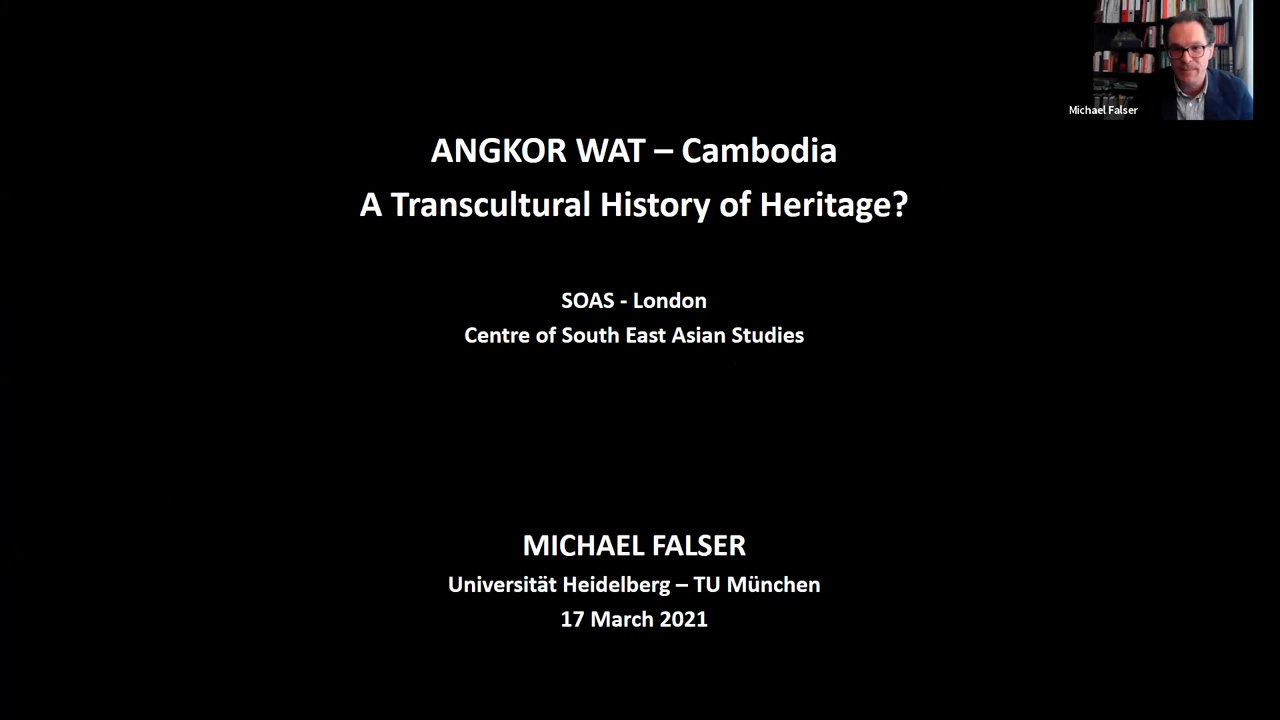 Michael Falser
ANGKOR WAT – Cambodia
A Transcultural History of Heritage?
SOAS - London
Centre of South East Asian Studies
MICHAEL FALSER
Universität Heidelberg – TU München
17 March 2021